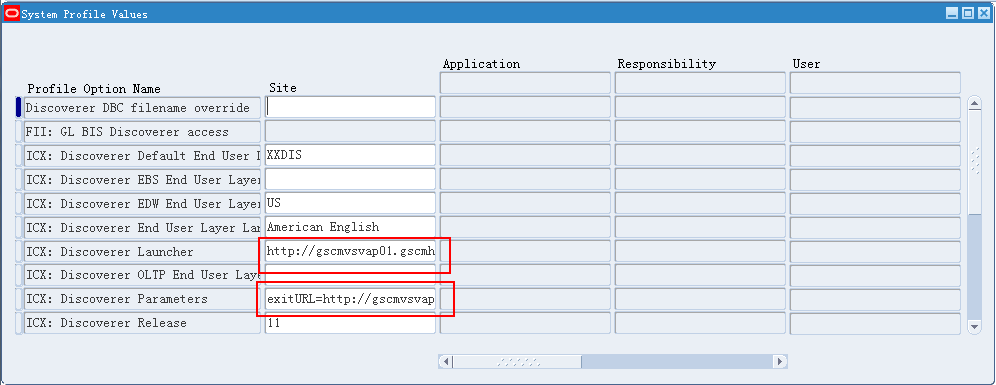 System Profile Values
Application Responsibility User
Profile Option Name Site
Discoverer DBC filename override
FII: GL BIS Discoverer access
ICX: Discoverer Default End User XXDIS
ICX: Discoverer EBS End User Layer
ICX: Discoverer EDW End User Layer US
ICX: Discoverer End User Layer Lan American English
ICX: Discoverer Launcher http://gscmvsvap01.gscmh
ICX: Discoverer OLTP End User Laye
ICX: Discoverer Parameters exitURL=http://gscmvsvap
ICX: Discoverer Release 11